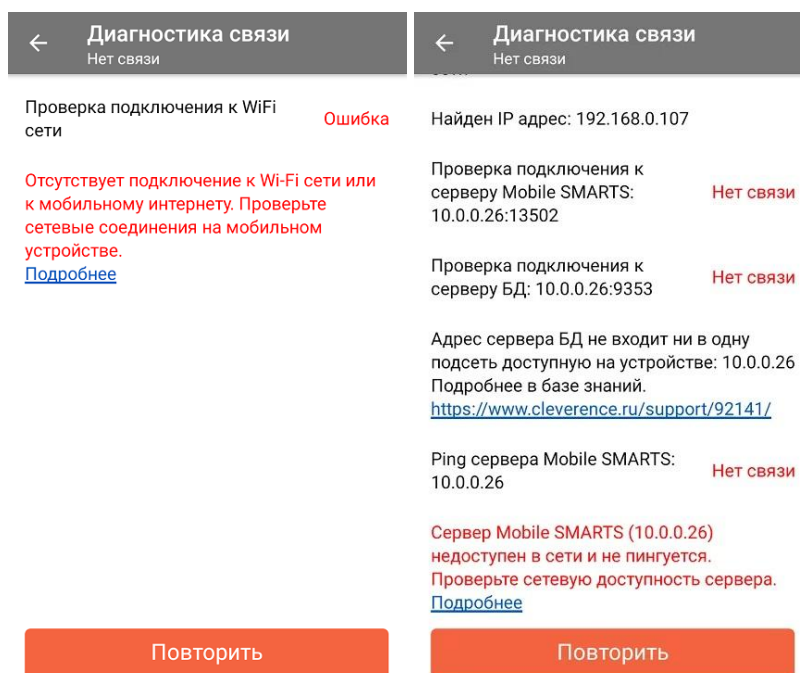 Диагностика связи
Нет связи
Проверка подключения к WiFi
сети
Ошибка
Отсутствует подключение к Wi-Fi сети или
к мобильному интернету. Проверьте
сетевые соединения на мобильном
устройстве.
Подробнее
Повторить
Диагностика связи
Нет связи
Найден IP адрес: 192.168.0.107
Проверка подключения к
серверу Mobile SMARTS:
10.0.0.26:13502
Нет связи
Проверка подключения к
серверу БД: 10.0.0.26:9353
Нет связи
Адрес сервера БД не входит ни в одну
подсеть доступную на устройстве: 10.0.0.26
Подробнее в базе знаний.
https://www.cleverence.ru/support/92141/
Ping сервера Mobile SMARTS:
10.0.0.26
Нет связи
Сервер Mobile SMARTS (10.0.0.26)
недоступен в сети и не пингуется.
Проверьте сетевую доступность сервера.
Подробнее
Повторить